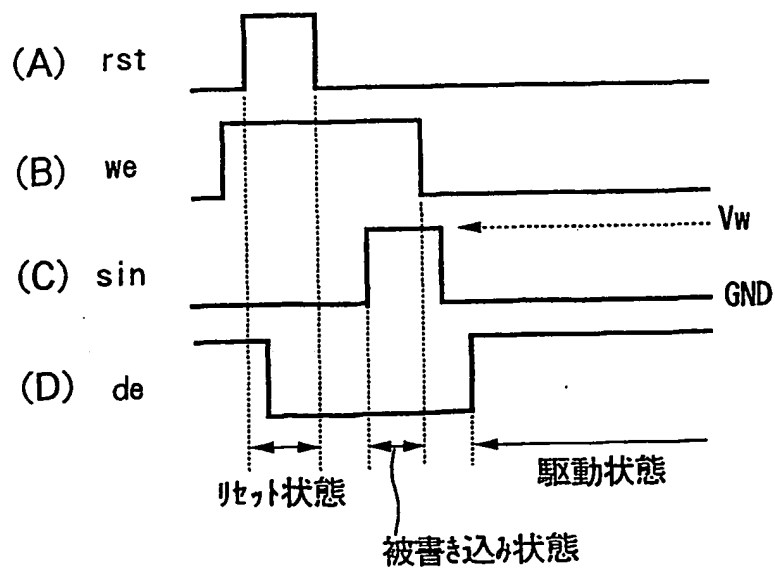 (A) rst
(B) we
Vw
(C) sin
GND
(D) de
リセット状態
駆動状態
被書き込み状態